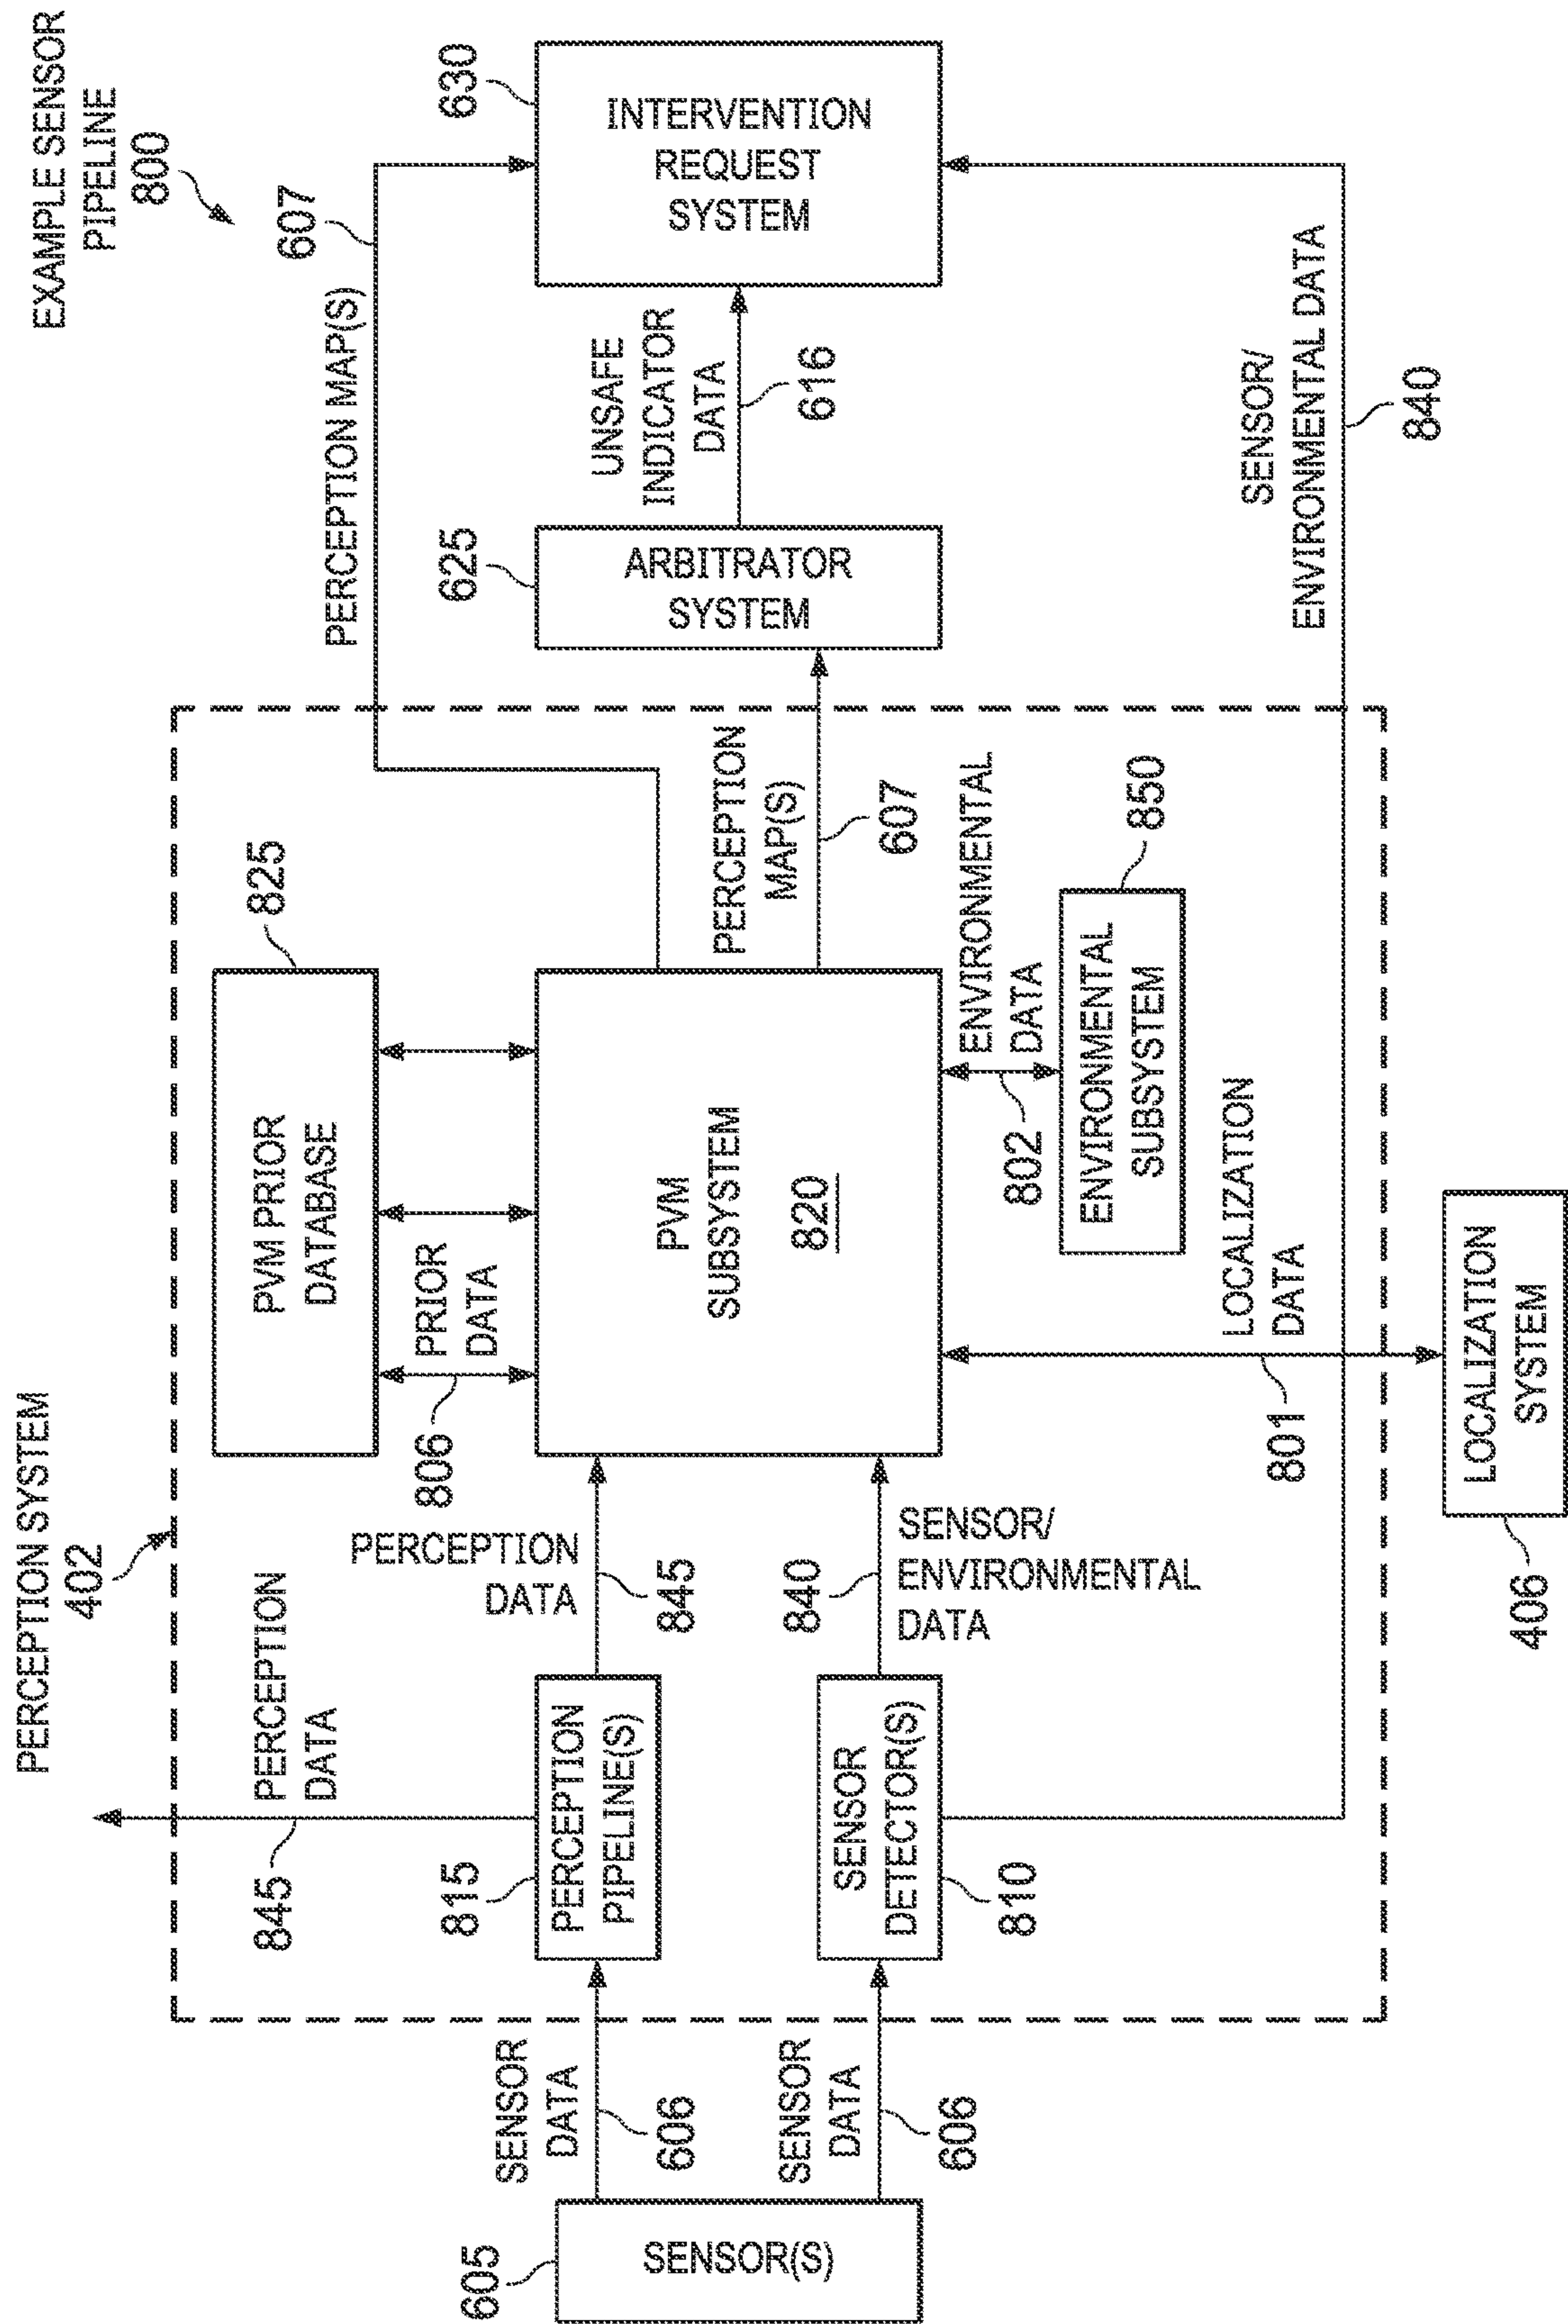 EXAMPLE SENSOR
PIPELINE
800
PERCEPTION SYSTEM
402
PERCEPTION
DATA
845
PVM PRIOR
DATABASE
825
PERCEPTION MAP(S)
607
PRIOR
DATA
806
SENSOR(S)
605
SENSOR
DATA
606
SENSOR
DATA
606
PERCEPTION
PIPELINE(S)
815
SENSOR
DETECTOR(S)
810
PERCEPTION
DATA
845
SENSOR/
ENVIRONMENTAL
DATA
840
PVM
SUBSYSTEM
820
PERCEPTION
MAP(S)
607
ARBITRATOR
SYSTEM
625
UNSAFE
INDICATOR
DATA
616
INTERVENTION
REQUEST
SYSTEM
630
ENVIRONMENTAL
DATA
802
ENVIRONMENTAL
SUBSYSTEM
850
LOCALIZATION
DATA
801
SENSOR/
ENVIRONMENTAL DATA
840
LOCALIZATION
SYSTEM
406